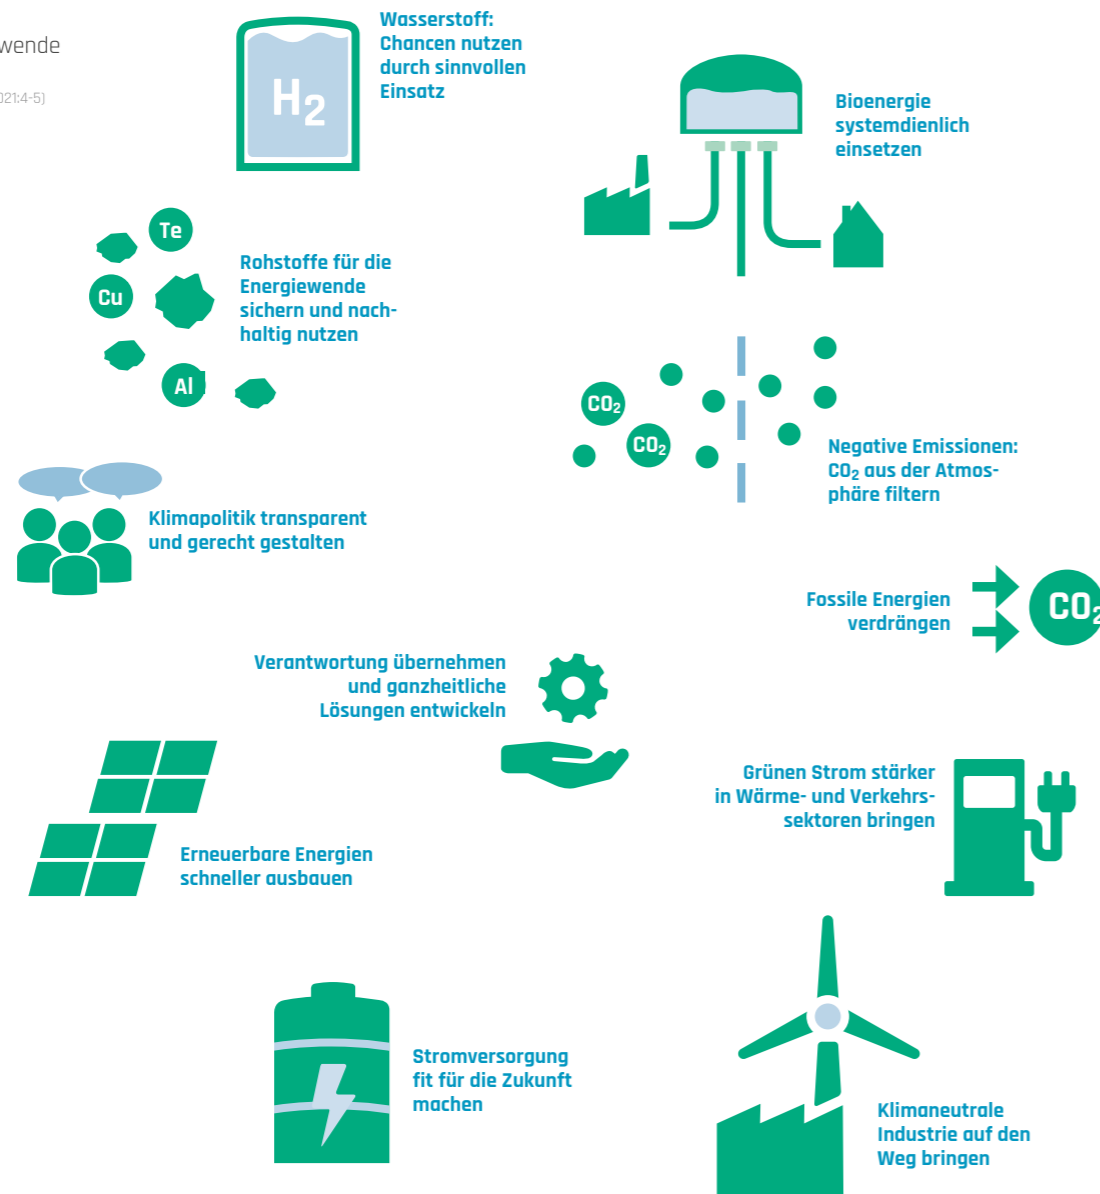 wende
021:4-5)
Wasserstoff:
Chancen nutzen
durch sinnvollen
Einsatz
H2
Bioenergie
systemdienlich
einsetzen
Te
Cu
Al
Rohstoffe für die
Energiewende
sichern und nach-
haltig nutzen
CO2
CO2
Negative Emissionen:
CO2 aus der Atmos-
phäre filtern
Klimapolitik transparent
und gerecht gestalten
Fossile Energien
verdrängen
CO2
Verantwortung übernehmen
und ganzheitliche
Lösungen entwickeln
Grünen Strom stärker
in Wärme- und Verkehrs-
sektoren bringen
Erneuerbare Energien
schneller ausbauen
Stromversorgung
fit für die Zukunft
machen
Klimaneutrale
Industrie auf den
Weg bringen